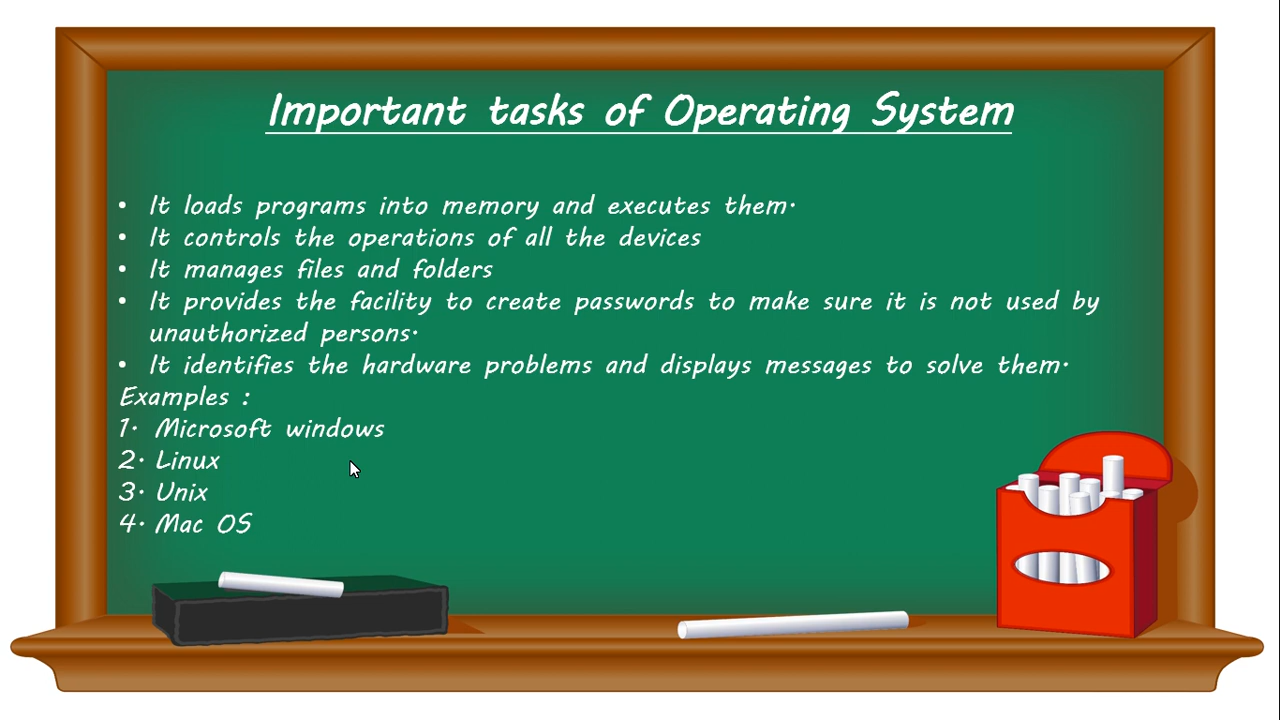 Important tasks of Operating System
• It loads programs into memory and executes them.
• It controls the operations of all the devices
• It manages files and folders
• It provides the facility to create passwords to make sure it is not used by
unauthorized persons.
• It identifies the hardware problems and displays messages to solve them.
Examples :
1. Microsoft windows
2. Linux
3. Unix
4. Mac OS